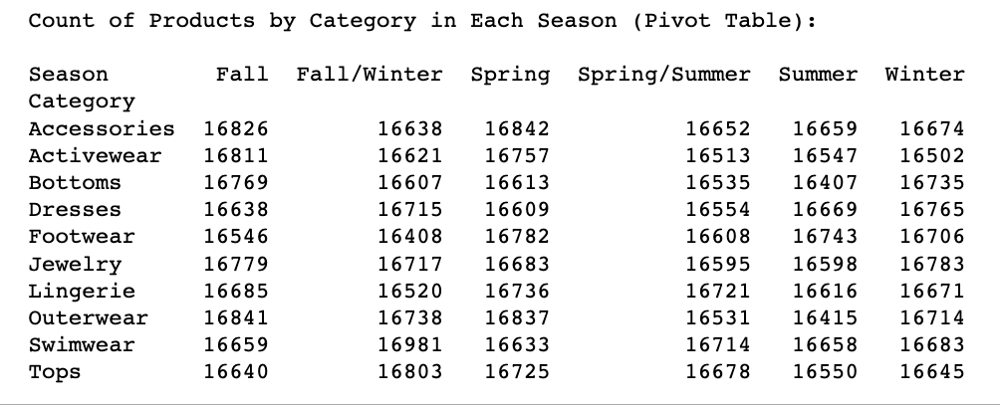 Count of Products by Category in Each Season (Pivot Table):
Season Fall Fall/Winter Spring Spring/Summer Summer Winter
Category
Accessories 16826 16638 16842 16652 16659 16674
Activewear 16811 16621 16757 16513 16547 16502
Bottoms 16769 16607 16613 16535 16407 16735
Dresses 16638 16715 16609 16554 16669 16765
Footwear 16546 16408 16782 16608 16743 16706
Jewelry 16779 16717 16683 16595 16598 16783
Lingerie 16685 16520 16736 16721 16616 16671
Outerwear 16841 16738 16837 16531 16415 16714
Swimwear 16659 16981 16633 16714 16658 16683
Tops 16640 16803 16725 16678 16550 16645